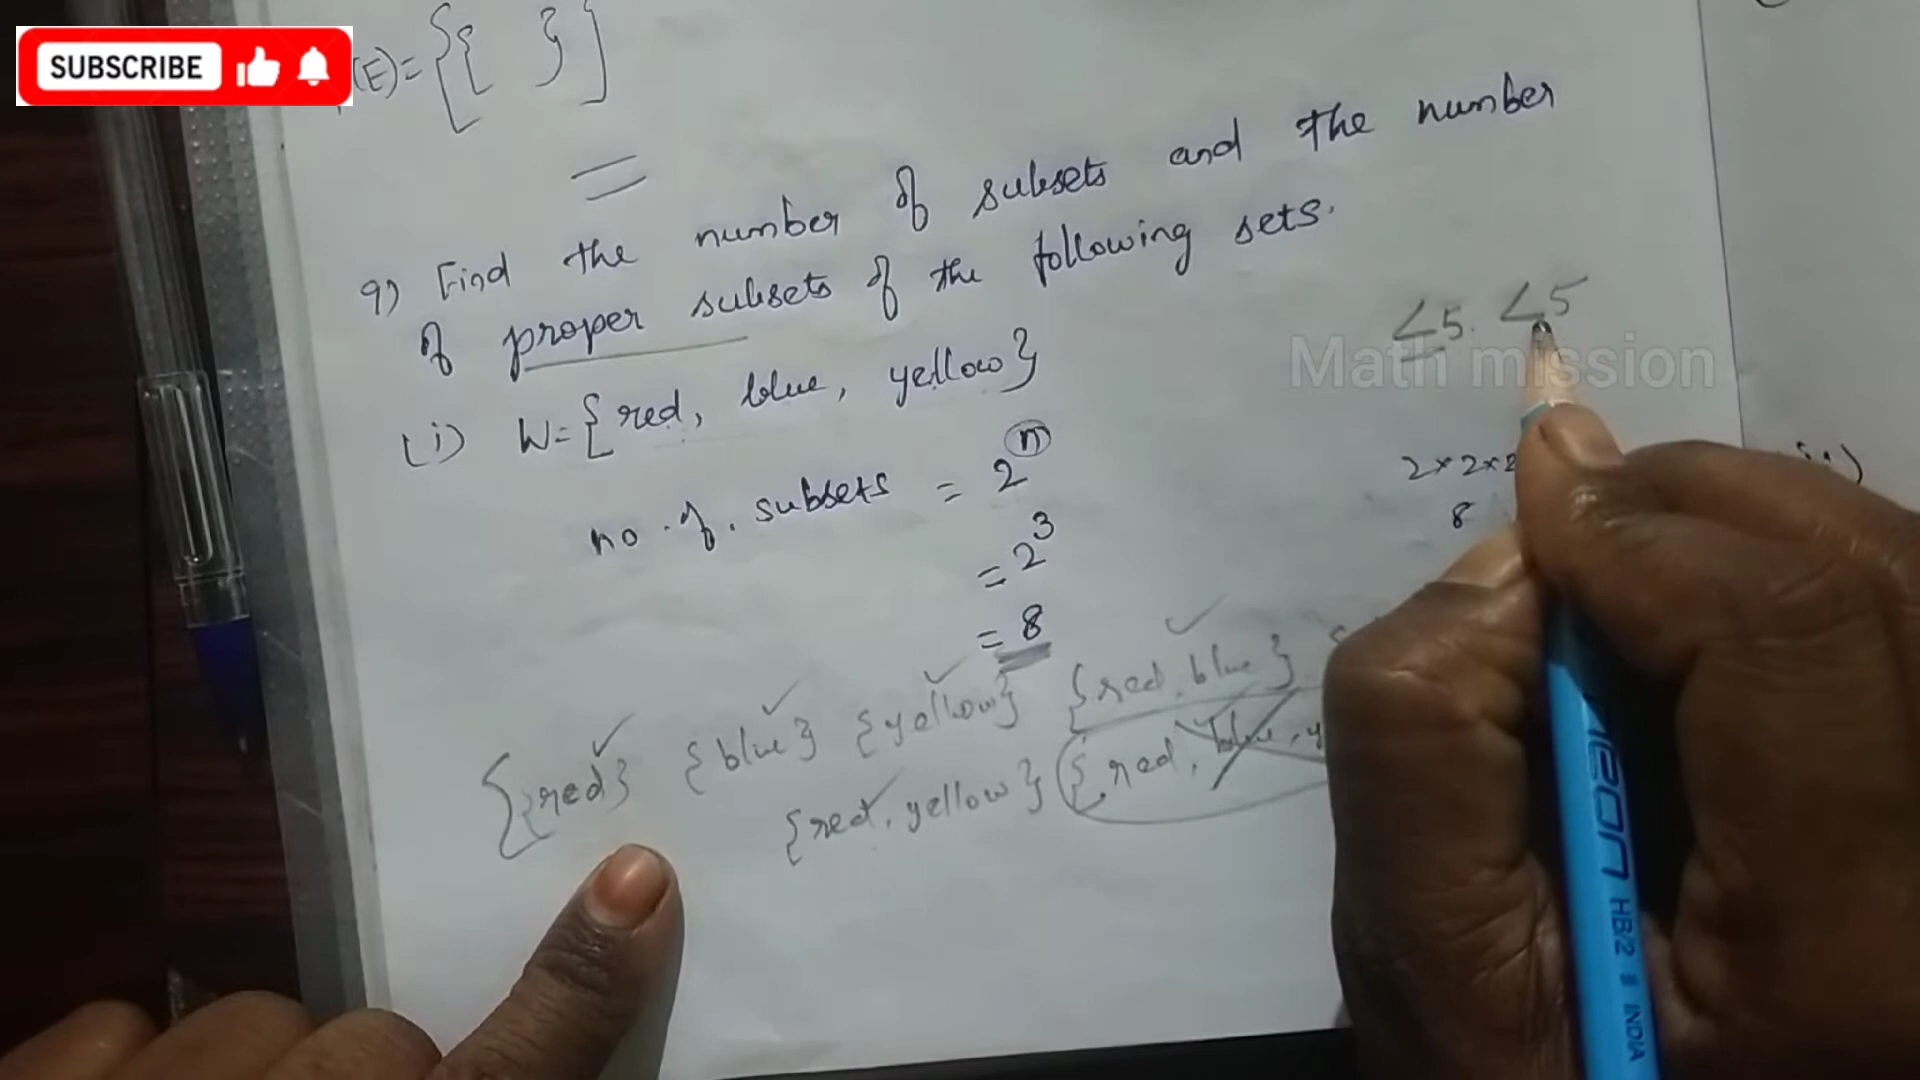 SUBSCRIBE
(E)={{ }}
9) Find the number of subsets and the number
of proper subsets of the following sets.
≤5. <5
Math mission
(i) W={red, blue, yellow}
no.of. subsets = 2^n
= 2^3
= 8
2×2×2
8
{{red} {blue} {yellow} {red, blue}
{red, yellow} {red, blue, y
neon HB/2 INDIA